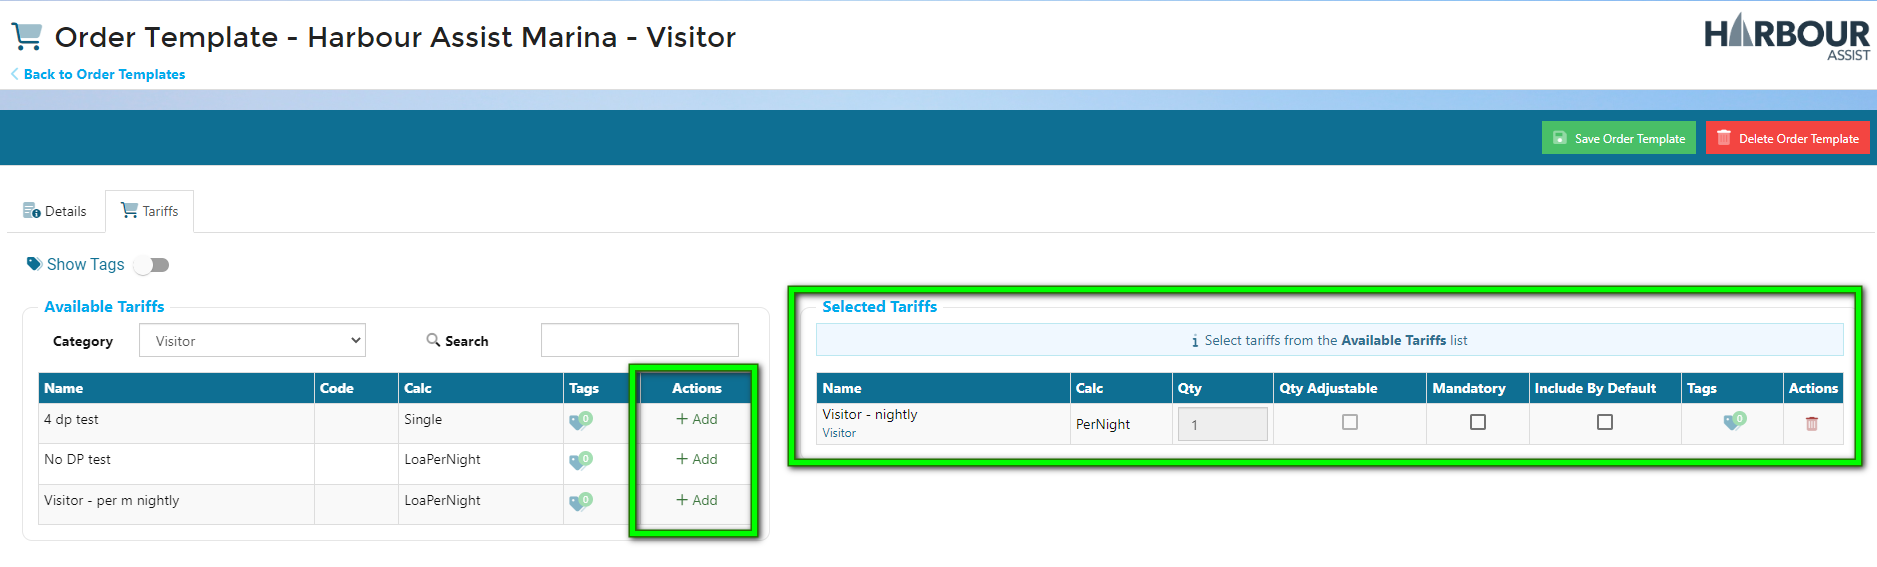 Order Template - Harbour Assist Marina - Visitor
HARBOUR
ASSIST
Back to Order Templates
Save Order Template
Delete Order Template
Details
Tariffs
Show Tags
Available Tariffs
Category Visitor Search
Name Code Calc Tags Actions
4 dp test Single 0 + Add
No DP test LoaPerNight 0 + Add
Visitor - per m nightly LoaPerNight 0 + Add
Selected Tariffs
i Select tariffs from the Available Tariffs list
Name Calc Qty Qty Adjustable Mandatory Include By Default Tags Actions
Visitor - nightly PerNight 1 0
Visitor